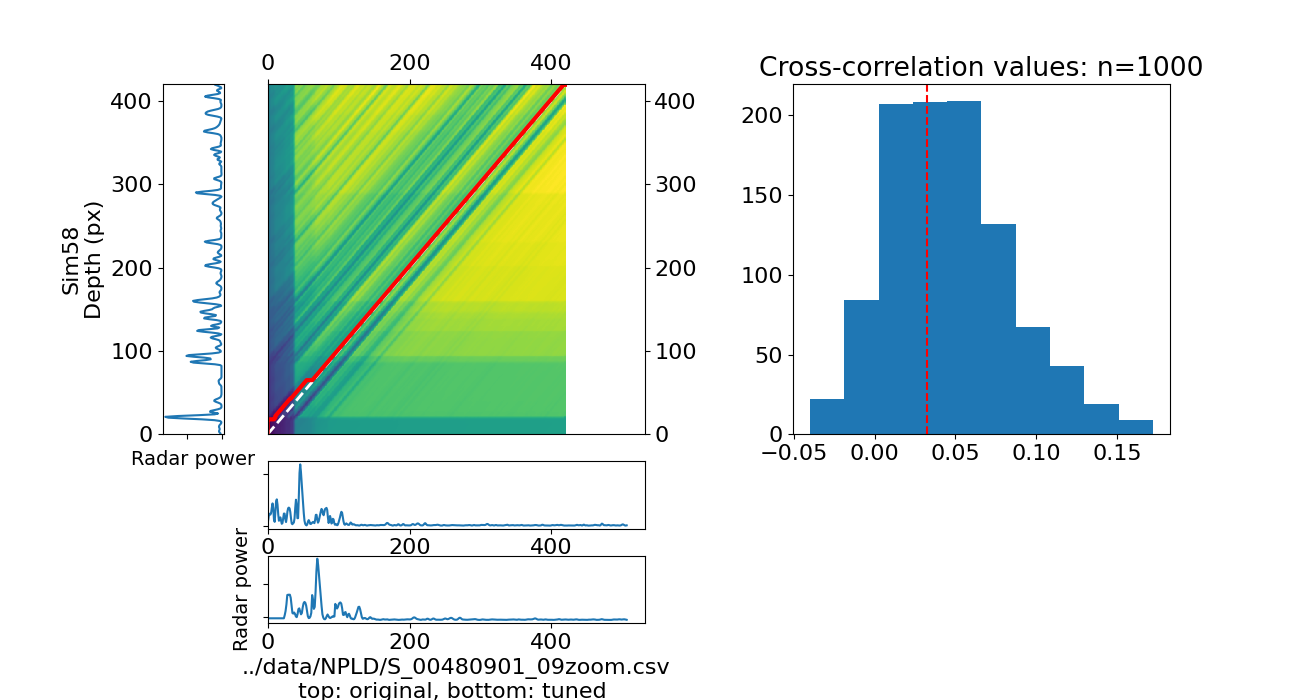 0 200 400
Cross-correlation values: n=1000
400
300
200
100
0
Sim58
Depth (px)
Radar power
400
300
200
100
0
200
150
100
50
0
−0.05 0.00 0.05 0.10 0.15
0 200 400
Radar power
0 200 400
../data/NPLD/S_00480901_09zoom.csv
top: original, bottom: tuned